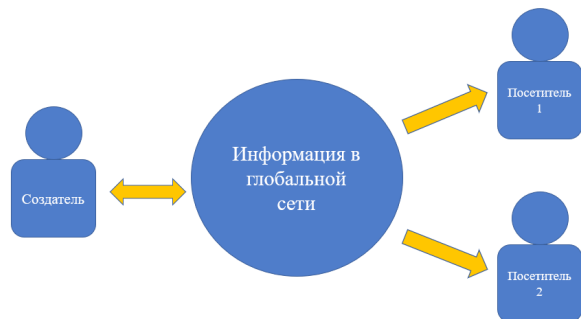 Создатель
Информация в
глобальной
сети
Посетитель
1
Посетитель
2